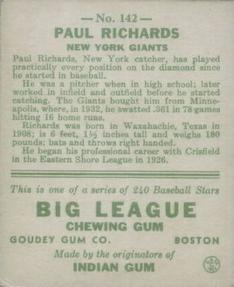 — No. 142 —
PAUL RICHARDS
NEW YORK GIANTS
Paul Richards, New York catcher, has played
practically every position on the diamond since
he started in baseball.
He was a pitcher when in high school; later
worked in infield and outfield before he started
catching. The Giants bought him from Minne-
apolis, where, in 1932, he swatted .361 in 78 games
hitting 16 home runs.
Richards was born in Waxahachie, Texas in
1908; is 6 feet, 1½ inches tall and weighs 180
pounds; bats and throws right handed.
He began his professional career with Crisfield
in the Eastern Shore League in 1926.
This is one of a series of 240 Baseball Stars
BIG LEAGUE
CHEWING GUM
GOUDEY GUM CO. BOSTON
Made by the originators of
INDIAN GUM